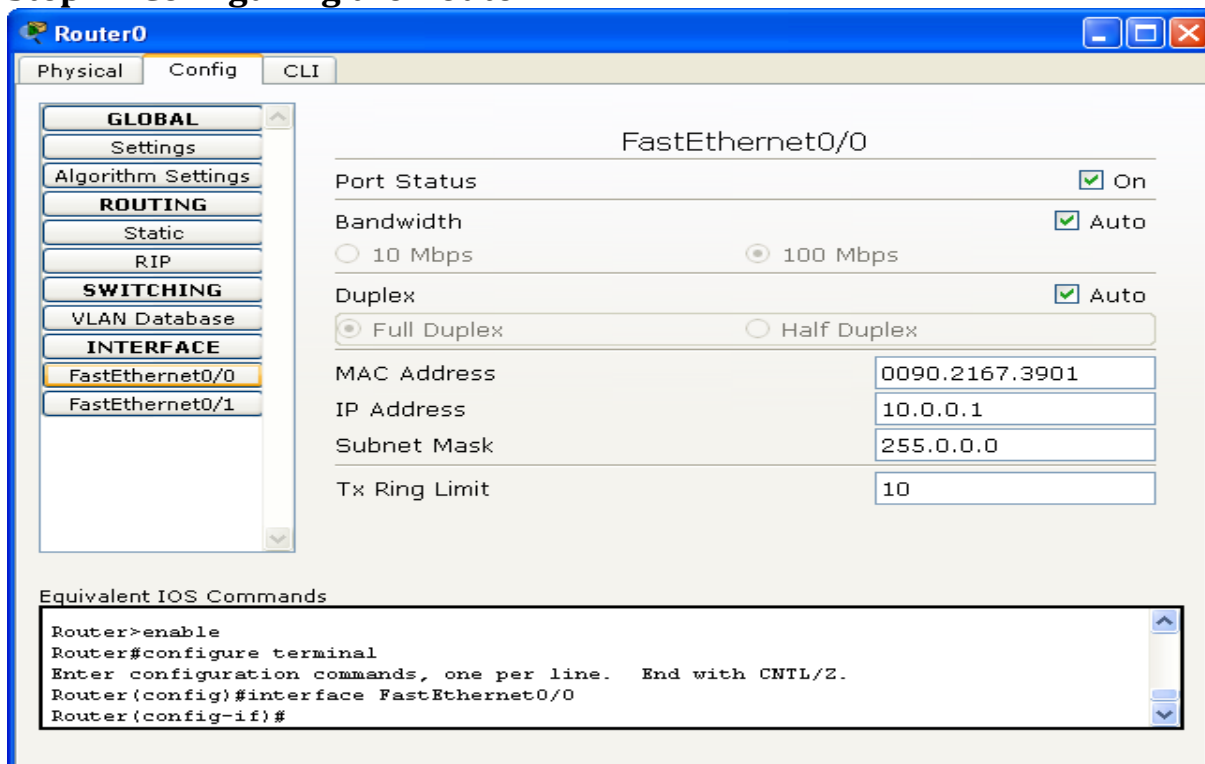 Router0
Physical Config CLI
GLOBAL
Settings
Algorithm Settings
ROUTING
Static
RIP
SWITCHING
VLAN Database
INTERFACE
FastEthernet0/0
FastEthernet0/1
FastEthernet0/0
Port Status On
Bandwidth Auto
10 Mbps 100 Mbps
Duplex Auto
Full Duplex Half Duplex
MAC Address 0090.2167.3901
IP Address 10.0.0.1
Subnet Mask 255.0.0.0
Tx Ring Limit 10
Equivalent IOS Commands
Router>enable
Router#configure terminal
Enter configuration commands, one per line. End with CNTL/Z.
Router(config)#interface FastEthernet0/0
Router(config-if)#